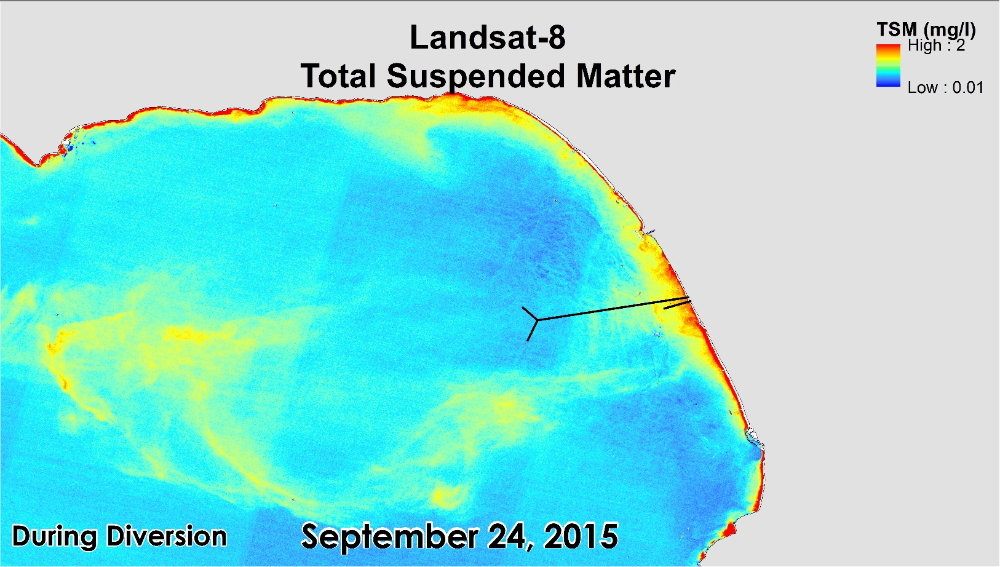 Landsat-8
Total Suspended Matter
TSM (mg/l)
High : 2
Low : 0.01
During Diversion
September 24, 2015